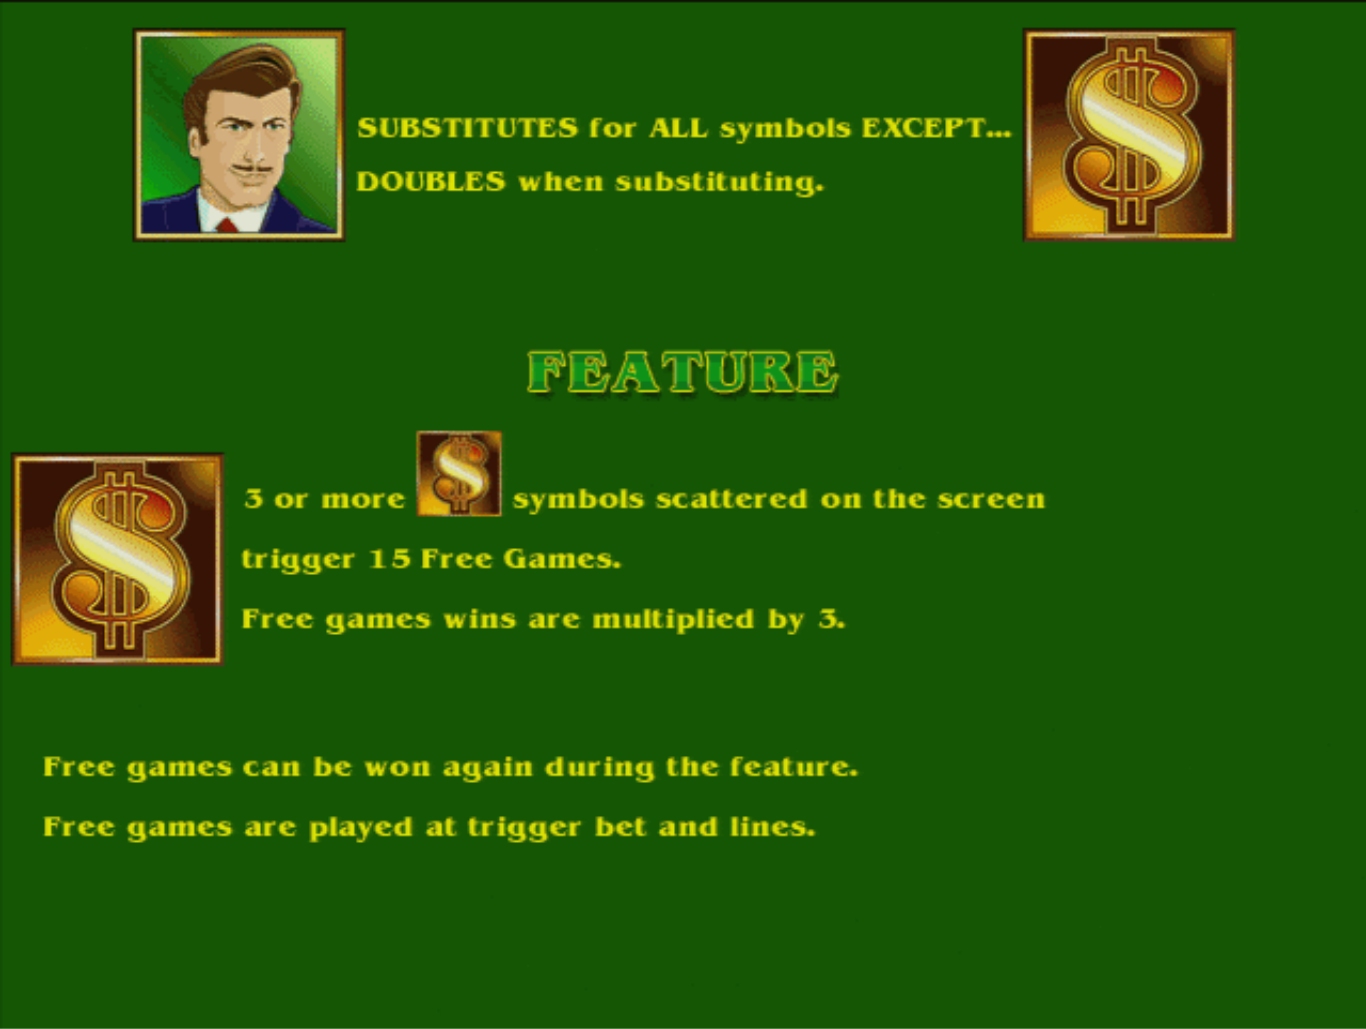 SUBSTITUTES for ALL symbols EXCEPT...
DOUBLES when substituting.
FEATURE
3 or more symbols scattered on the screen
trigger 15 Free Games.
Free games wins are multiplied by 3.
Free games can be won again during the feature.
Free games are played at trigger bet and lines.